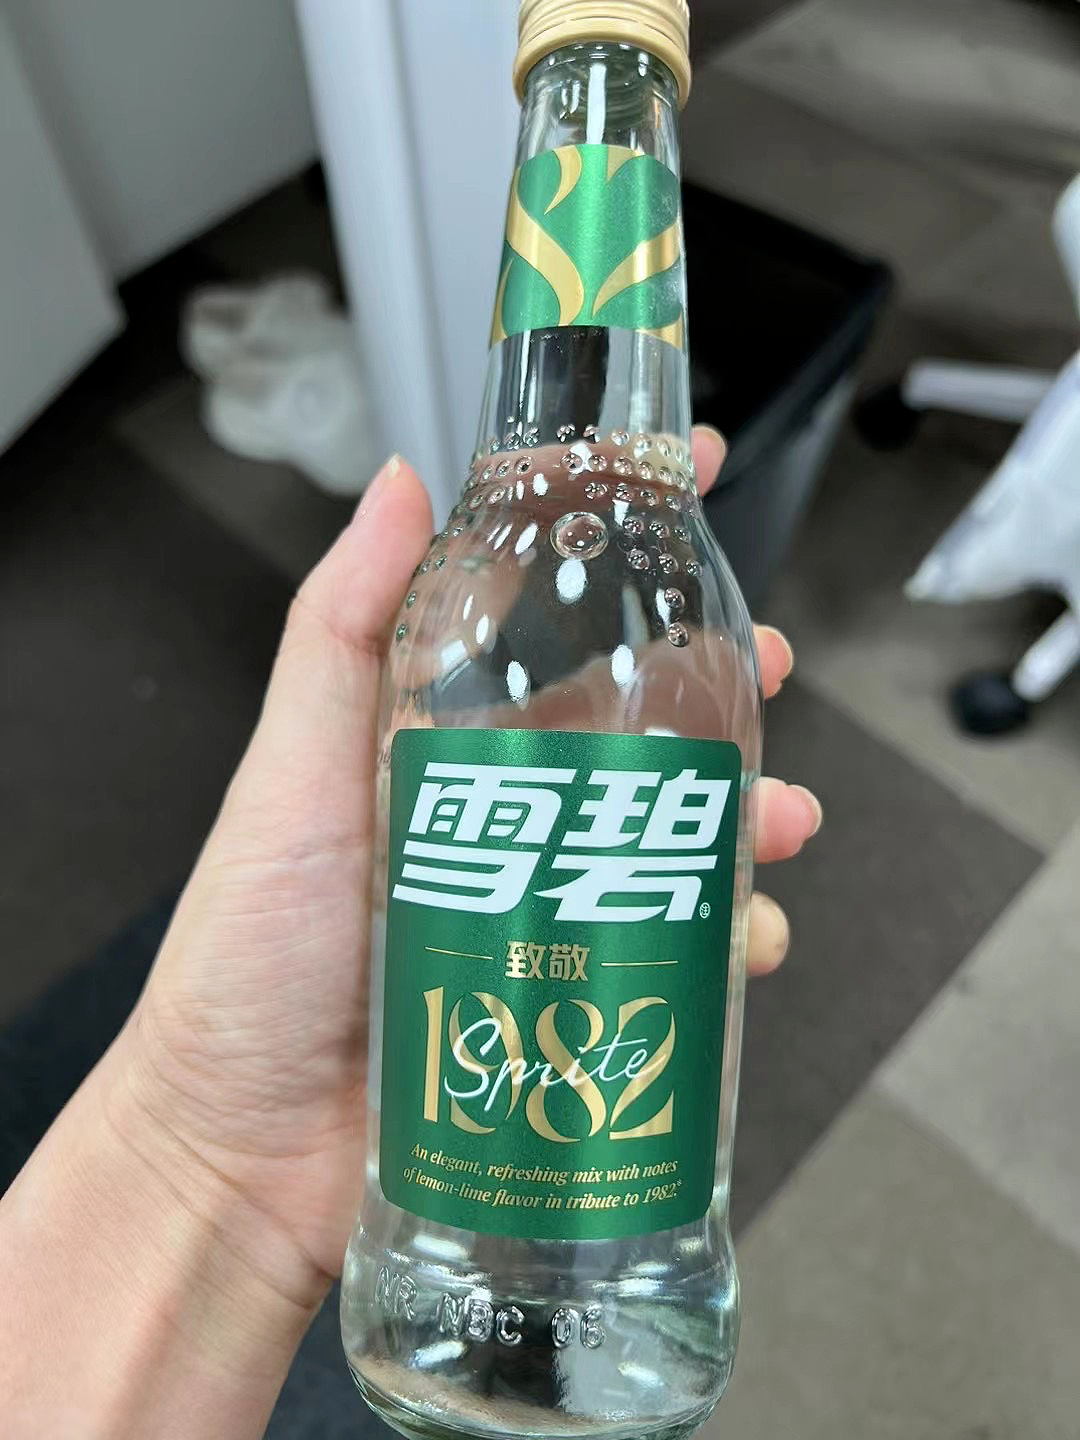 雪碧
致敬
1982
Sprite
An elegant, refreshing mix with notes
of lemon-lime flavor in tribute to 1982.*
NR NBC 06